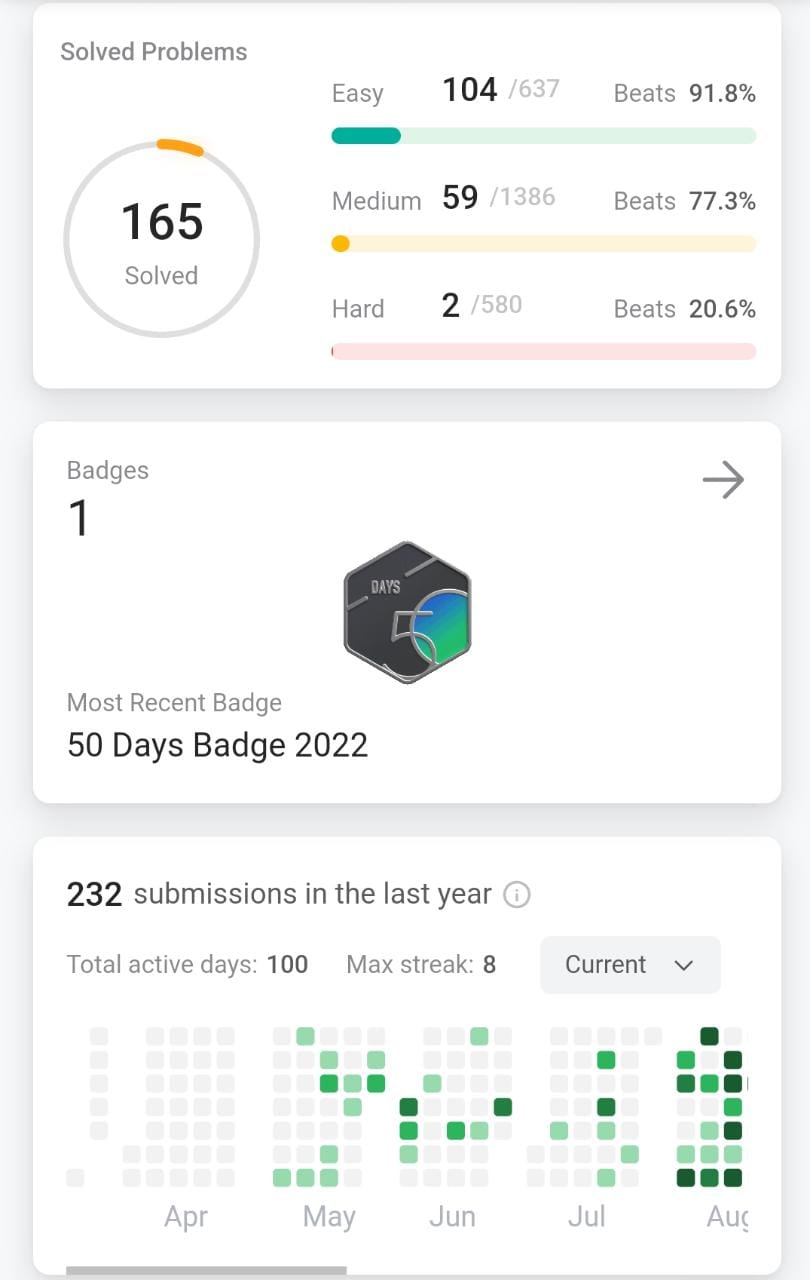 Solved Problems
Easy 104 /637 Beats 91.8%
165
Solved
Medium 59 /1386 Beats 77.3%
Hard 2 /580 Beats 20.6%
Badges
1
DAYS
50
Most Recent Badge
50 Days Badge 2022
232 submissions in the last year
Total active days: 100 Max streak: 8 Current
Apr May Jun Jul Aug